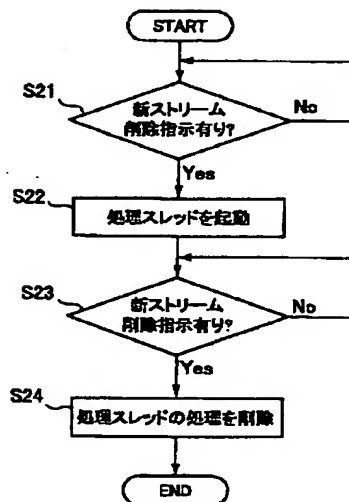 START
S21
新ストリーム
削除指示有り?
No
Yes
S22
処理スレッドを起動
S23
新ストリーム
削除指示有り?
No
Yes
S24
処理スレッドの処理を削除
END